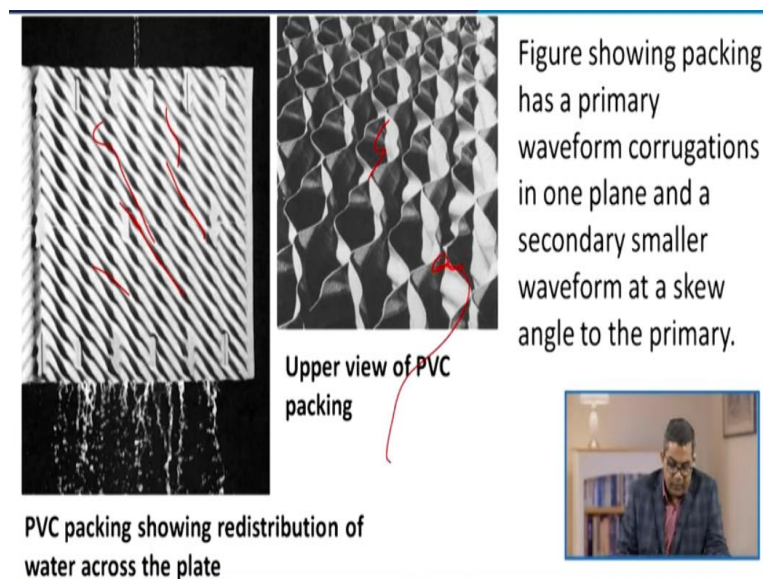 Figure showing packing
has a primary
waveform corrugations
in one plane and a
secondary smaller
waveform at a skew
angle to the primary.
Upper view of PVC
packing
PVC packing showing redistribution of
water across the plate